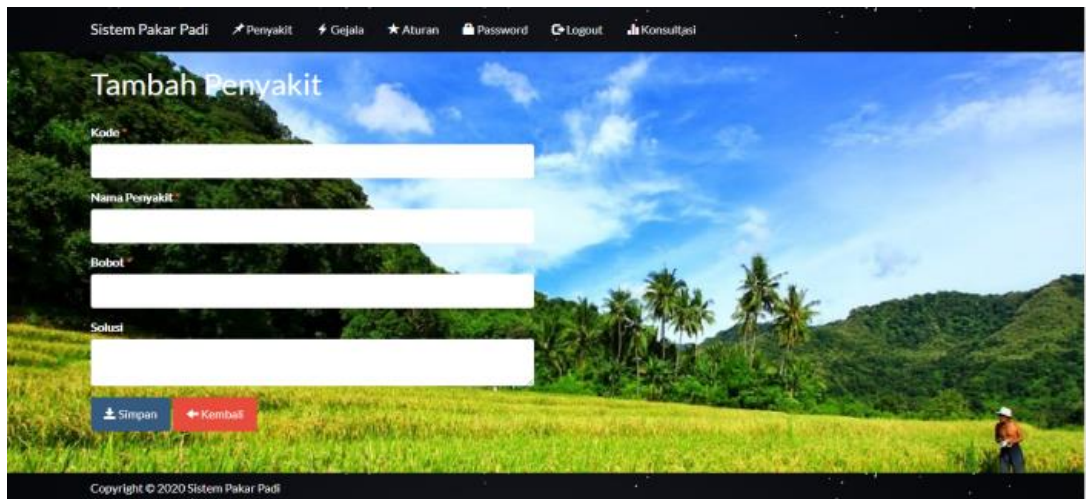 Sistem Pakar Padi Penyakit Gejala Aturan Password Logout Konsultasi
Tambah Penyakit
Kode *
Nama Penyakit *
Bobot *
Solusi
Simpan Kembali
Copyright © 2020 Sistem Pakar Padi